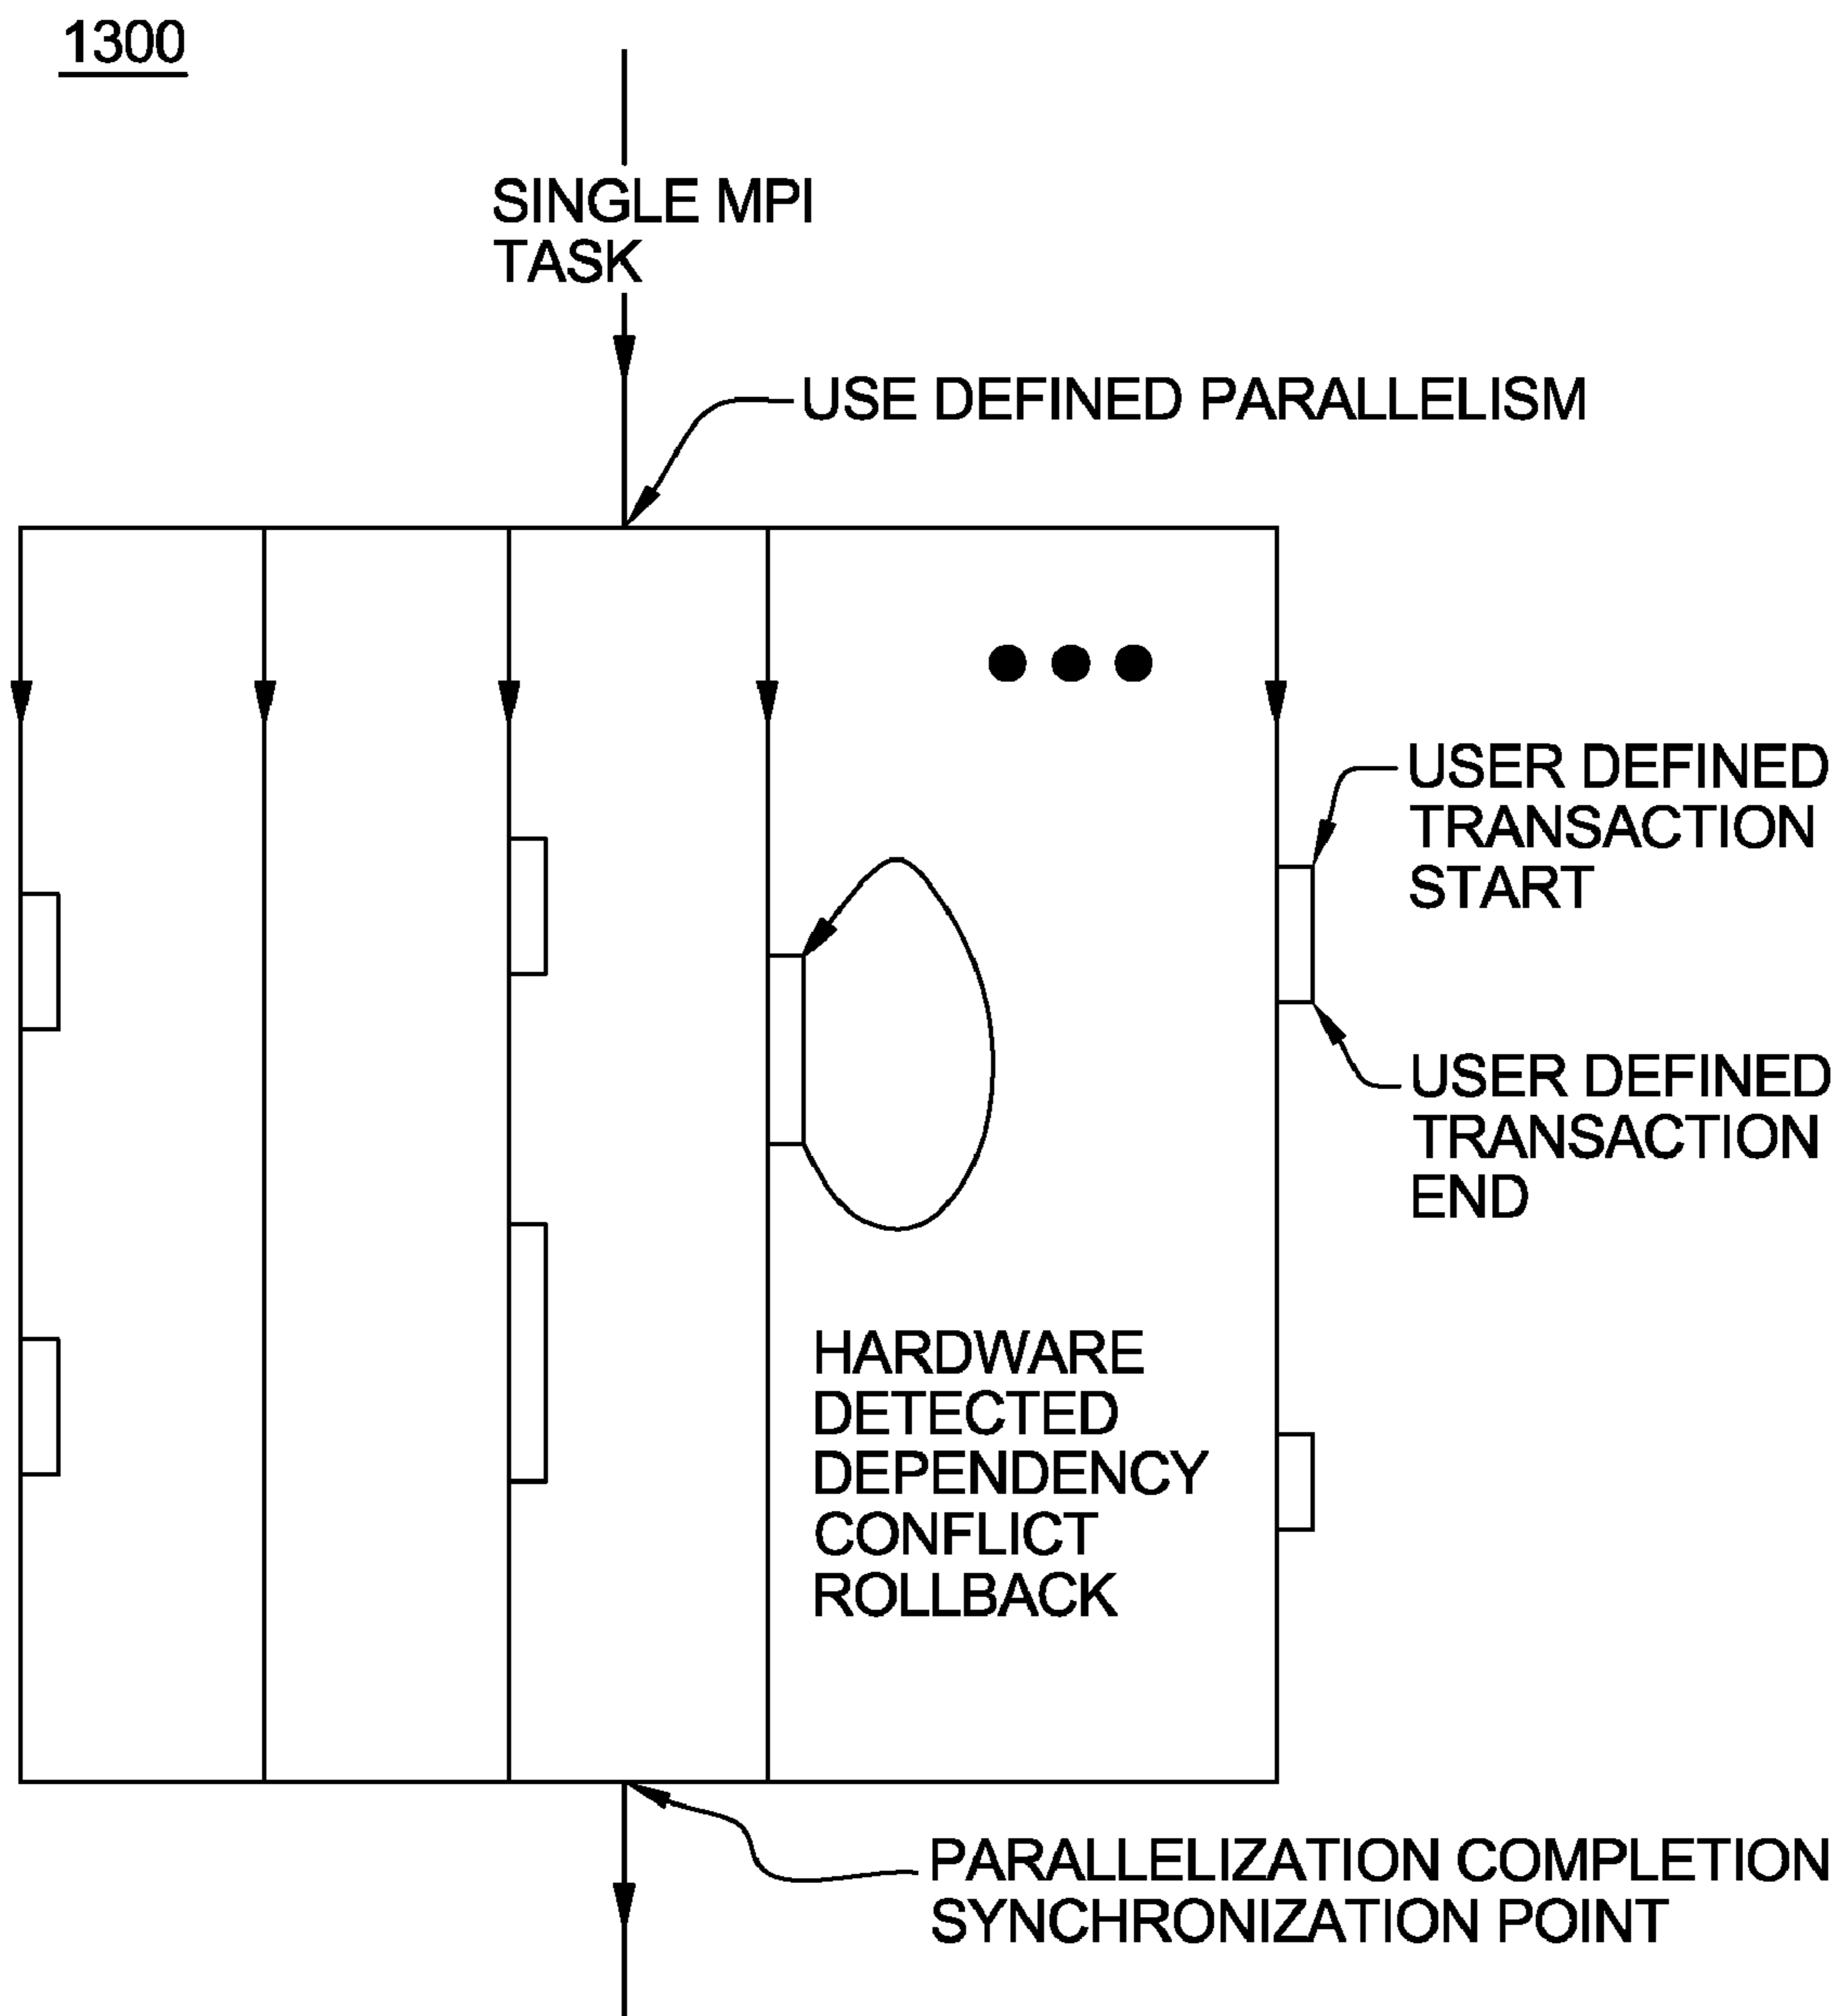 1300
SINGLE MPI
TASK
USE DEFINED PARALLELISM
USER DEFINED
TRANSACTION
START
USER DEFINED
TRANSACTION
END
HARDWARE
DETECTED
DEPENDENCY
CONFLICT
ROLLBACK
PARALLELIZATION COMPLETION
SYNCHRONIZATION POINT